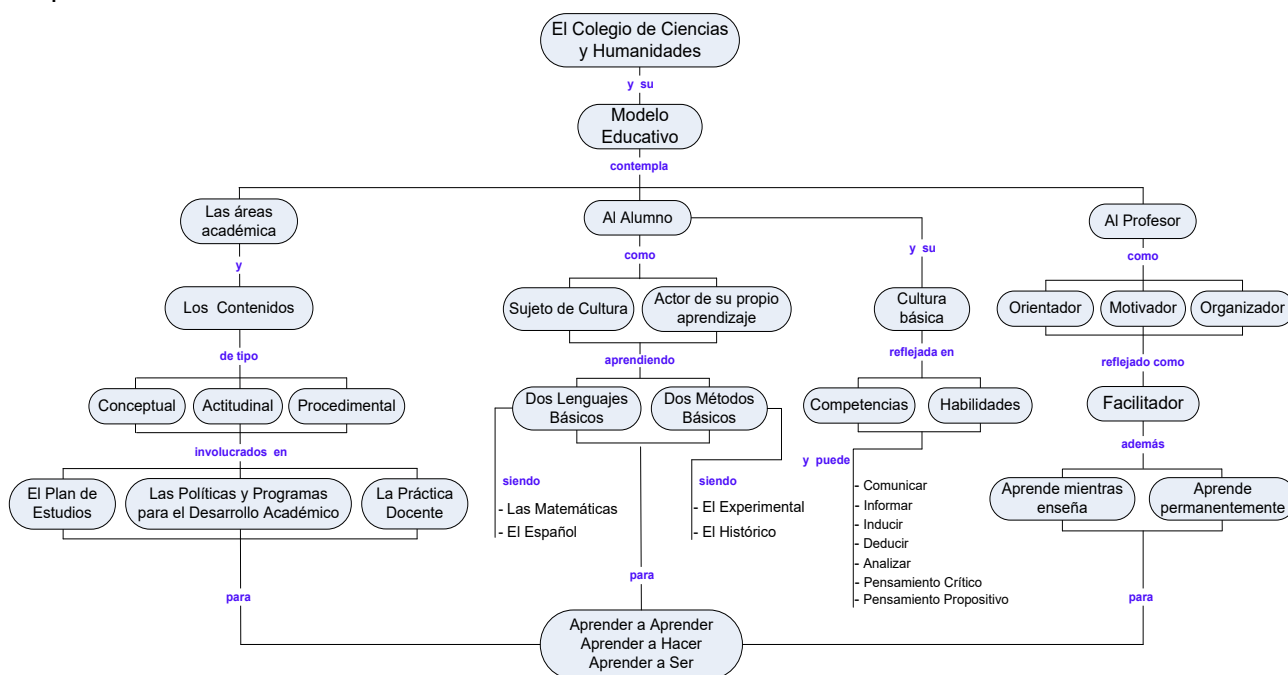 El Colegio de Ciencias
y Humanidades
y su
Modelo
Educativo
contempla
Las áreas
académica
Al Alumno
Al Profesor
y
como
y su
como
Los Contenidos
Sujeto de Cultura
Actor de su propio
aprendizaje
Cultura
básica
Orientador
Motivador
Organizador
de tipo
aprendiendo
reflejada en
reflejado como
Conceptual
Actitudinal
Procedimental
Dos Lenguajes
Básicos
Dos Métodos
Básicos
Competencias
Habilidades
Facilitador
involucrados en
además
y puede
El Plan de
Estudios
Las Políticas y Programas
para el Desarrollo Académico
La Práctica
Docente
siendo
- Las Matemáticas
- El Español
siendo
- El Experimental
- El Histórico
- Comunicar
- Informar
- Inducir
- Deducir
- Analizar
- Pensamiento Crítico
- Pensamiento Propositivo
Aprende mientras
enseña
Aprende
permanentemente
para
para
para
Aprender a Aprender
Aprender a Hacer
Aprender a Ser